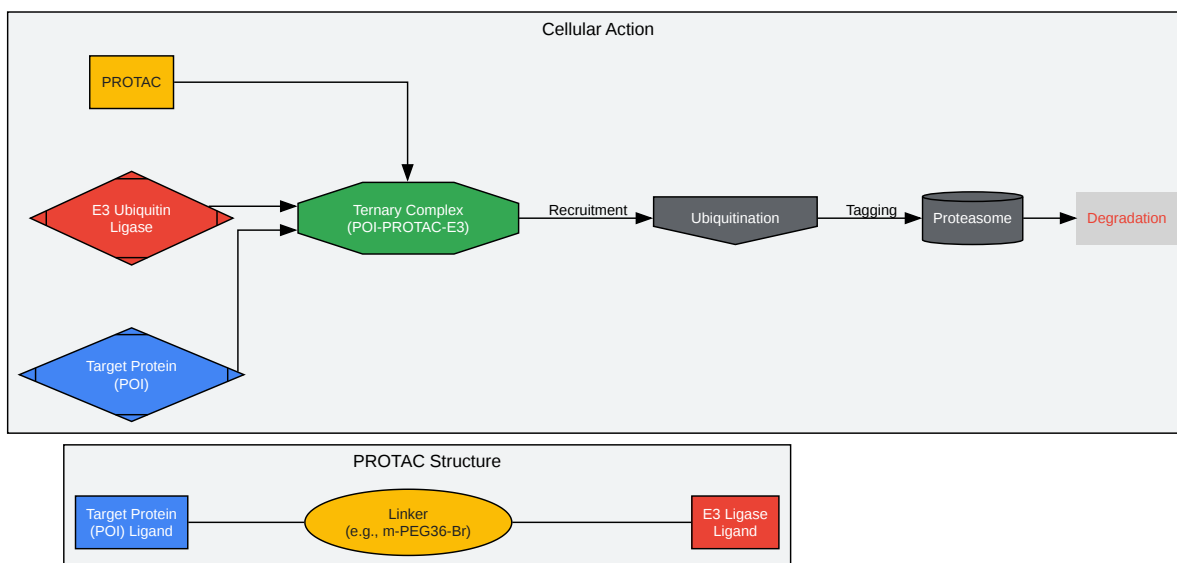 Cellular Action
PROTAC
E3 Ubiquitin
Ligase
Target Protein
(POI)
Ternary Complex
(POI-PROTAC-E3)
Recruitment
Ubiquitination
Tagging
Proteasome
Degradation
PROTAC Structure
Target Protein
(POI) Ligand
Linker
(e.g., m-PEG36-Br)
E3 Ligase
Ligand